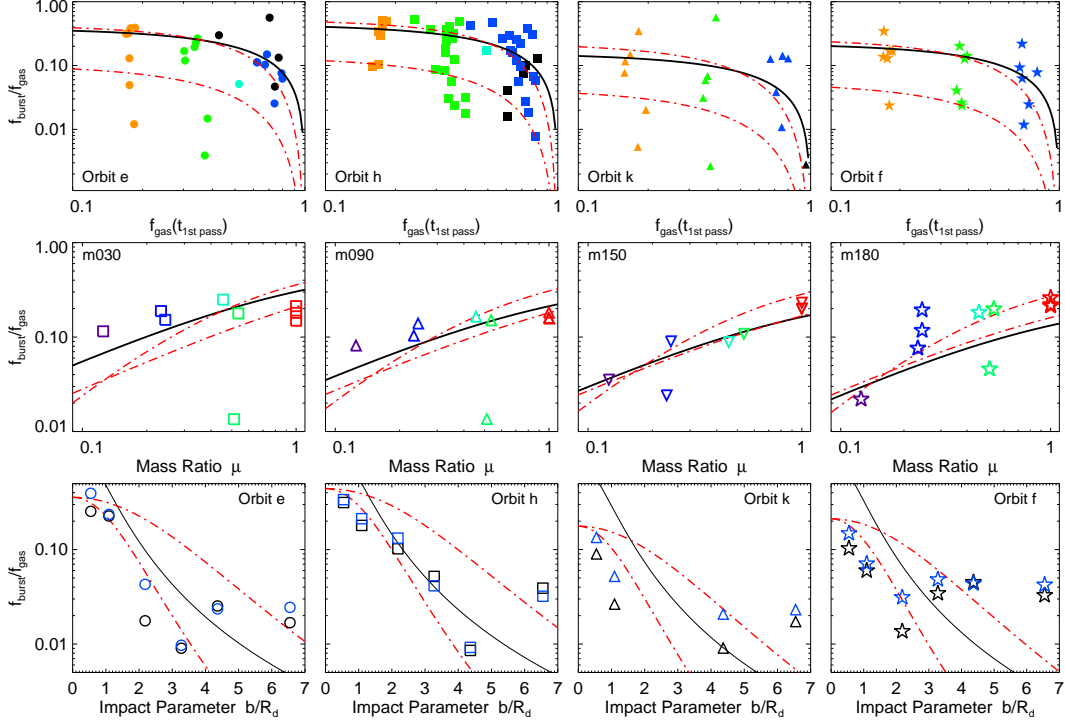 1.00
0.10
0.01
f_burst/f_gas
Orbit e
Orbit h
Orbit k
Orbit f
0.1 1
0.1 1
0.1 1
0.1 1
f_gas(t_1st pass)
f_gas(t_1st pass)
f_gas(t_1st pass)
f_gas(t_1st pass)
1.00
0.10
0.01
f_burst/f_gas
m030
m090
m150
m180
0.1 1
0.1 1
0.1 1
0.1 1
Mass Ratio μ
Mass Ratio μ
Mass Ratio μ
Mass Ratio μ
0.10
0.01
f_burst/f_gas
Orbit e
Orbit h
Orbit k
Orbit f
0 1 2 3 4 5 6 7
0 1 2 3 4 5 6 7
0 1 2 3 4 5 6 7
0 1 2 3 4 5 6 7
Impact Parameter b/R_d
Impact Parameter b/R_d
Impact Parameter b/R_d
Impact Parameter b/R_d